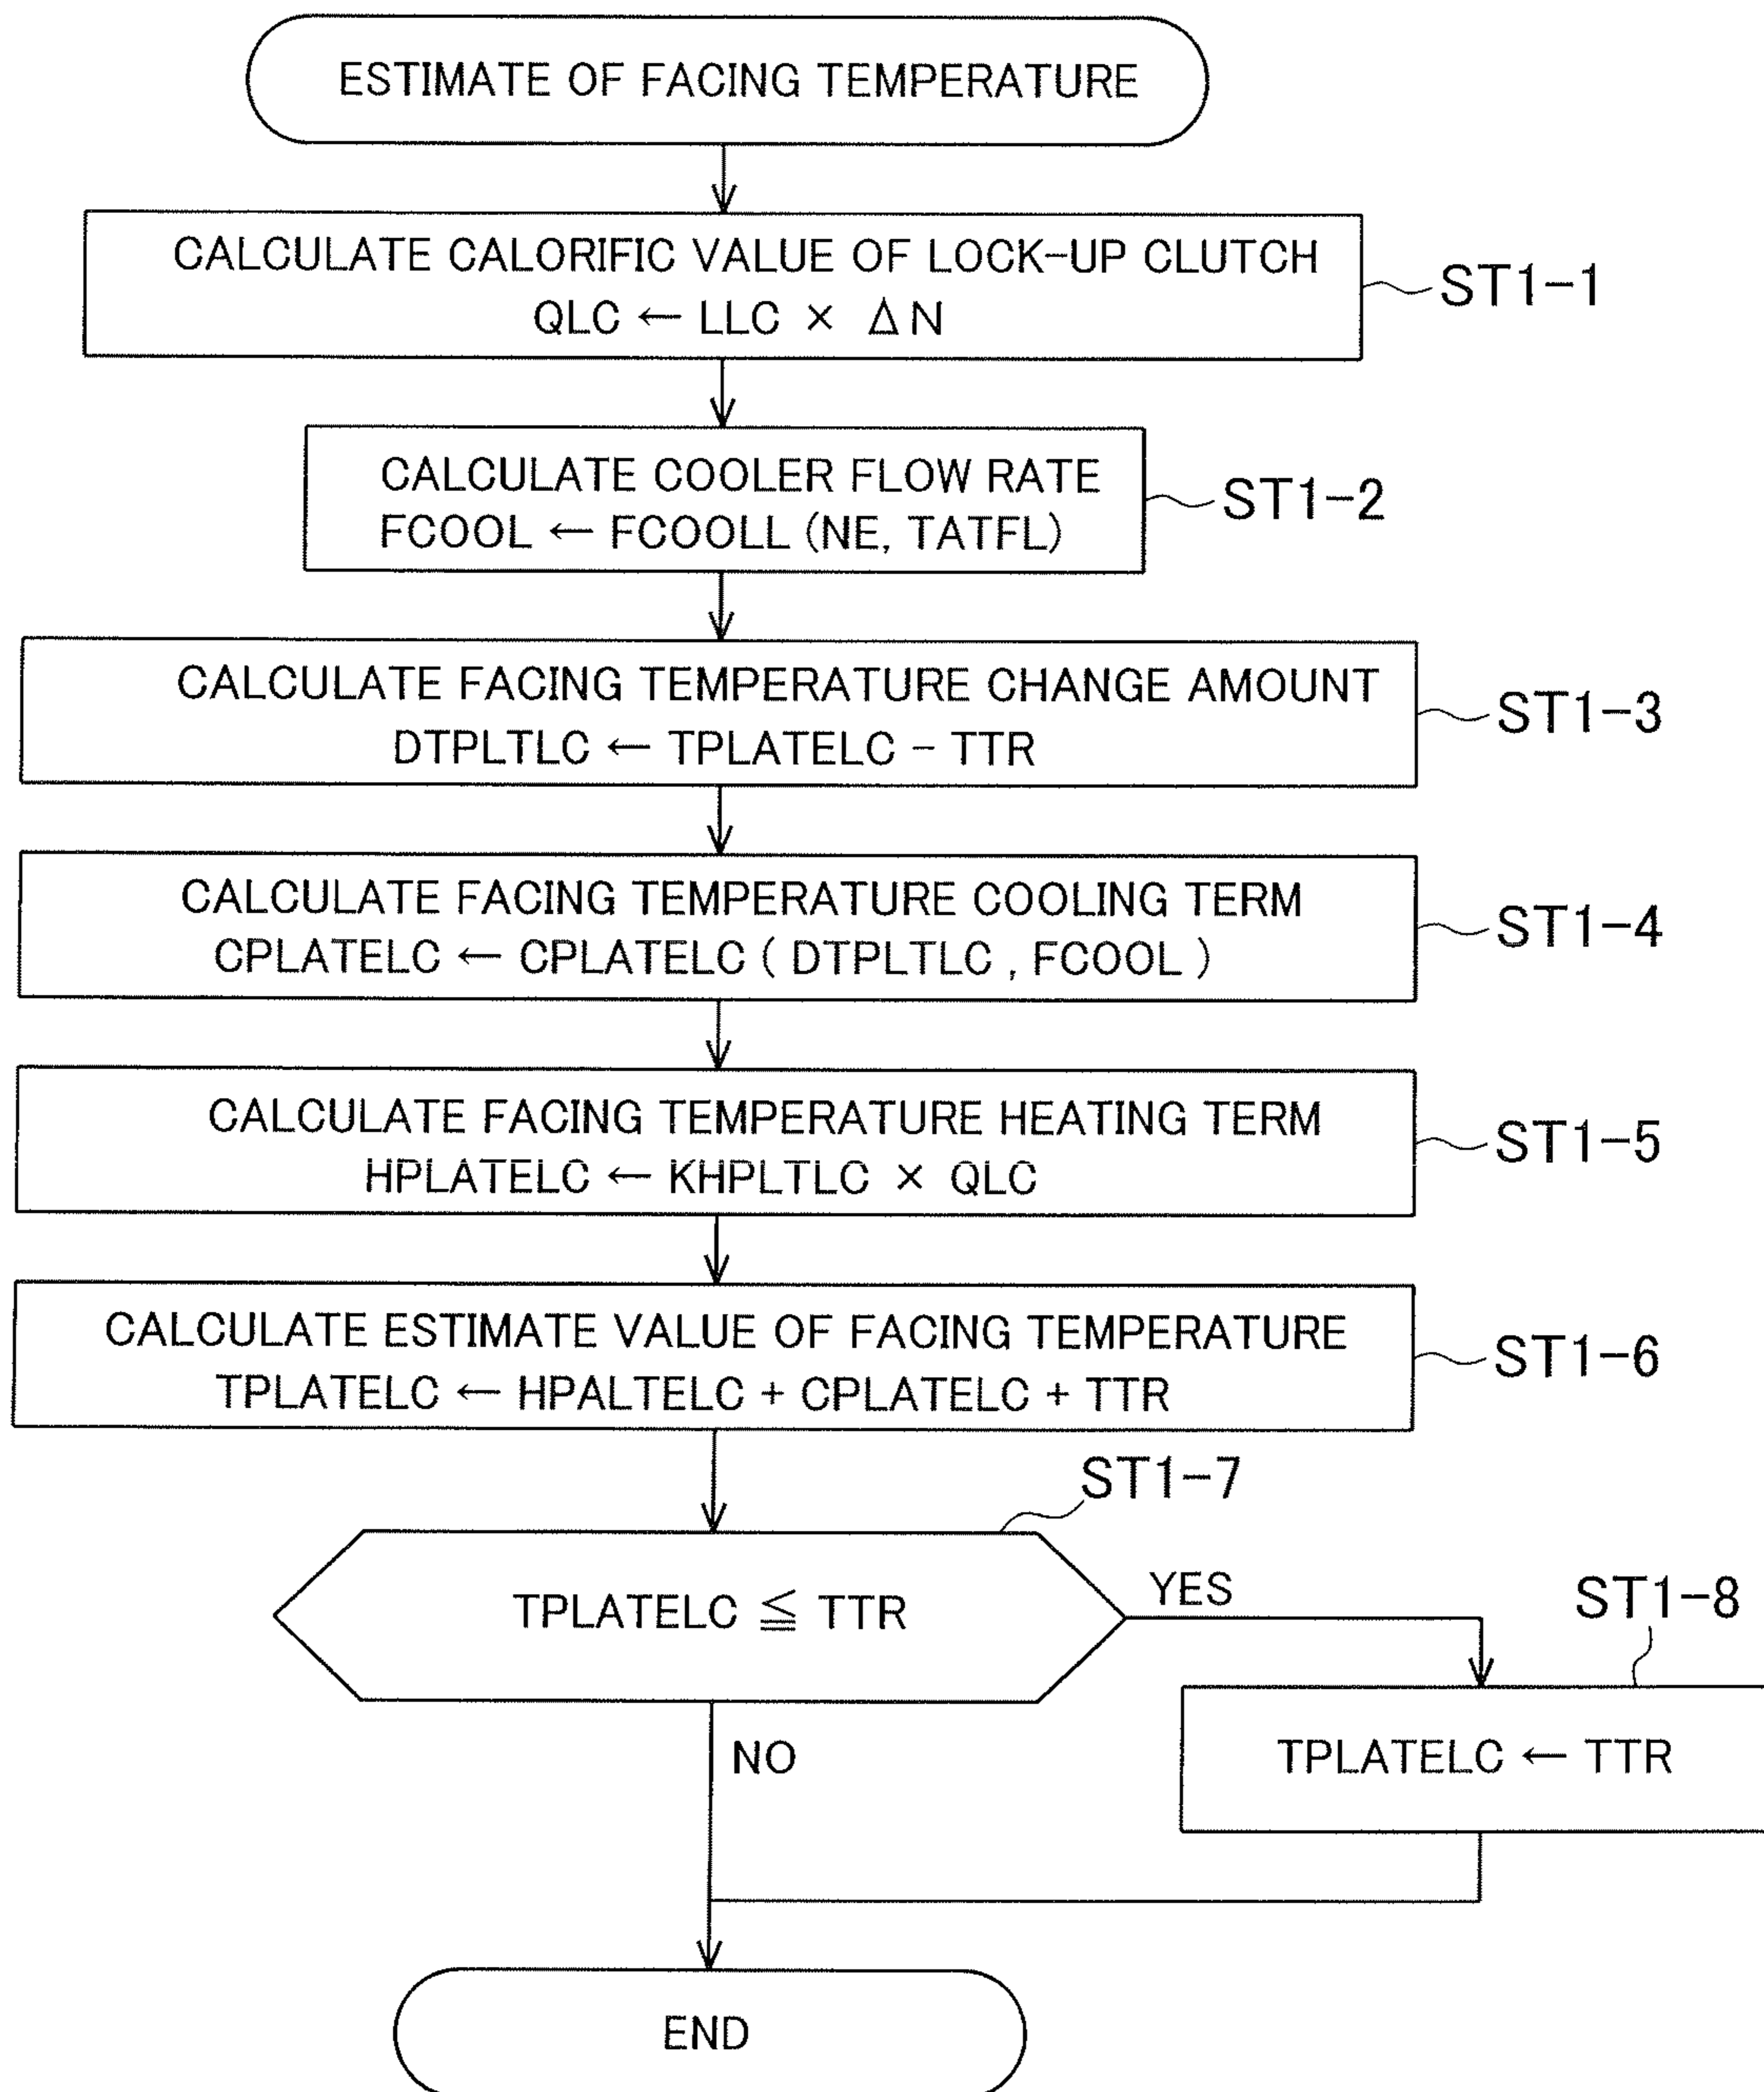 ESTIMATE OF FACING TEMPERATURE
CALCULATE CALORIFIC VALUE OF LOCK-UP CLUTCH
QLC ← LLC × ΔN
ST1-1
CALCULATE COOLER FLOW RATE
FCOOL ← FCOOLL (NE, TATFL)
ST1-2
CALCULATE FACING TEMPERATURE CHANGE AMOUNT
DTPLTLC ← TPLATELC - TTR
ST1-3
CALCULATE FACING TEMPERATURE COOLING TERM
CPLATELC ← CPLATELC ( DTPLTLC , FCOOL )
ST1-4
CALCULATE FACING TEMPERATURE HEATING TERM
HPLATELC ← KHPLTLC × QLC
ST1-5
CALCULATE ESTIMATE VALUE OF FACING TEMPERATURE
TPLATELC ← HPALTELC + CPLATELC + TTR
ST1-6
ST1-7
TPLATELC ≦ TTR
YES
ST1-8
NO
TPLATELC ← TTR
END